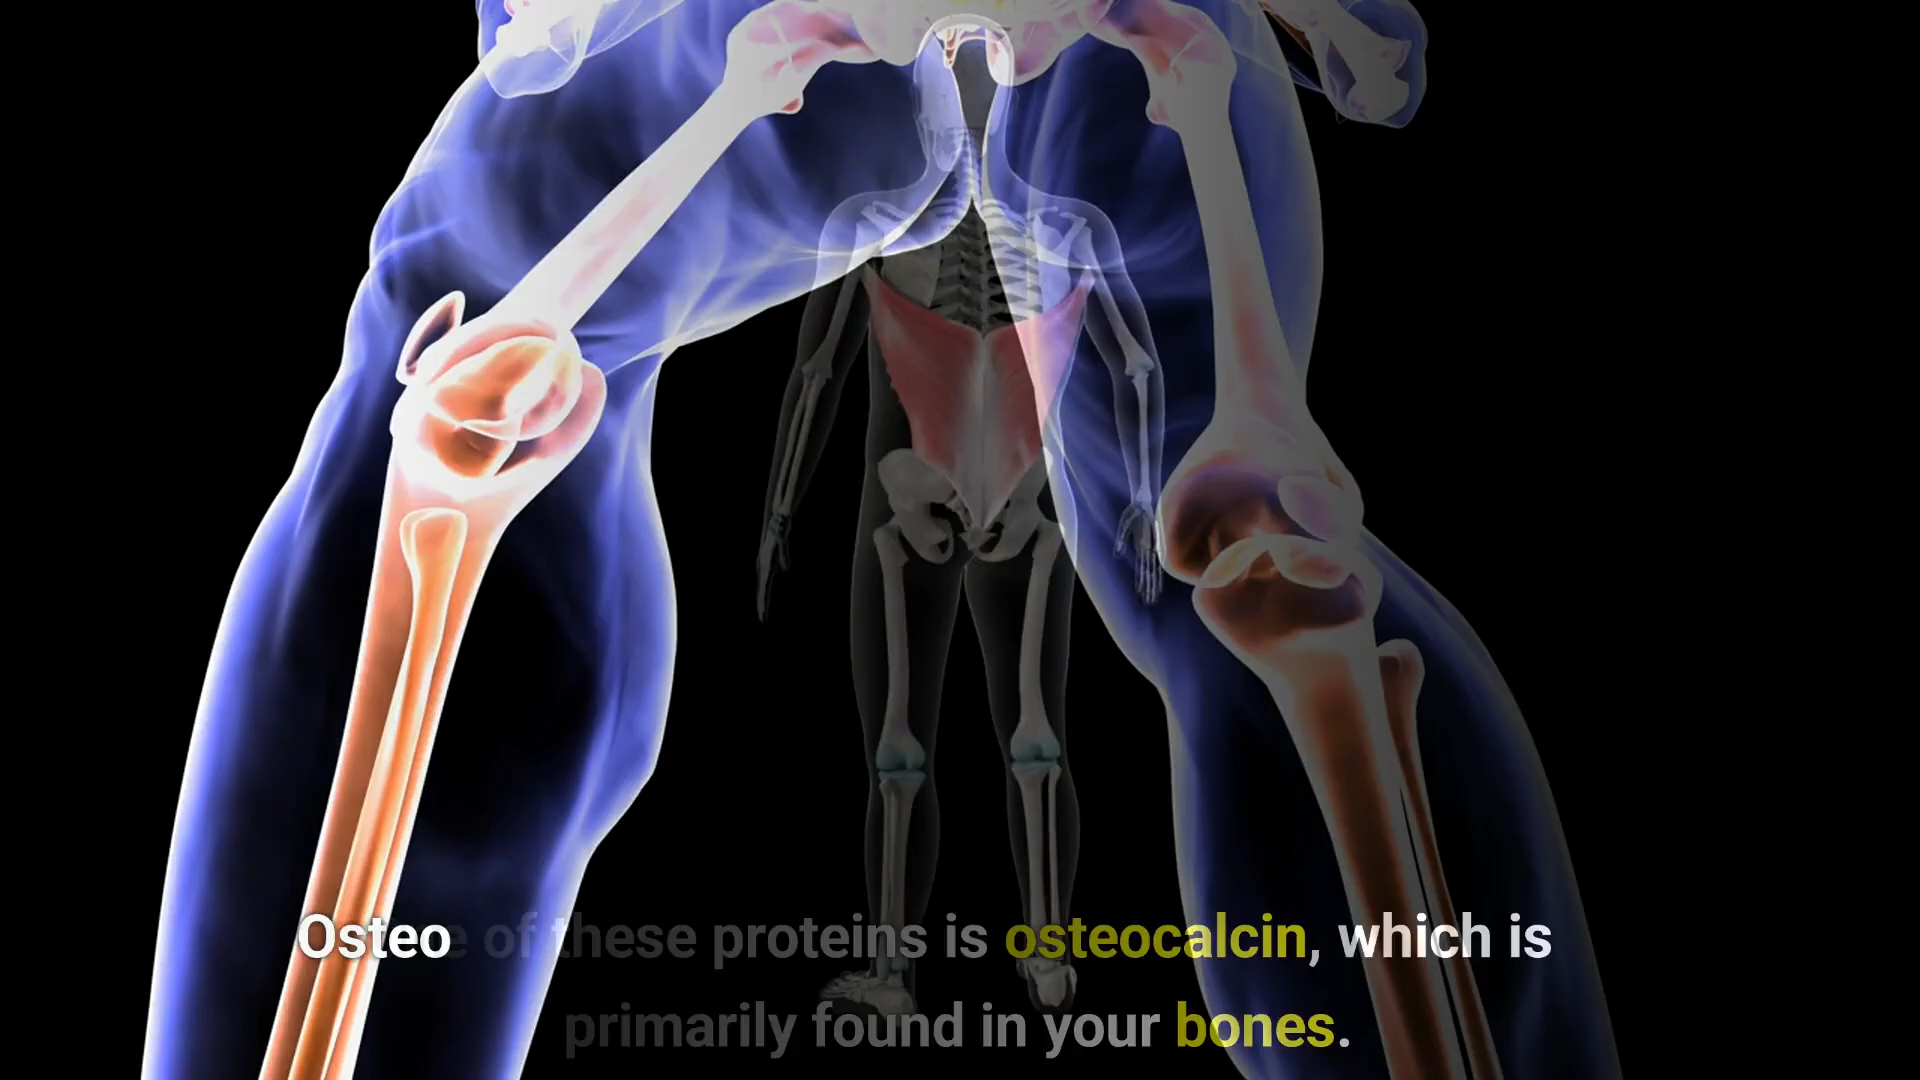 Osteo of these proteins is osteocalcin, which is
primarily found in your bones.